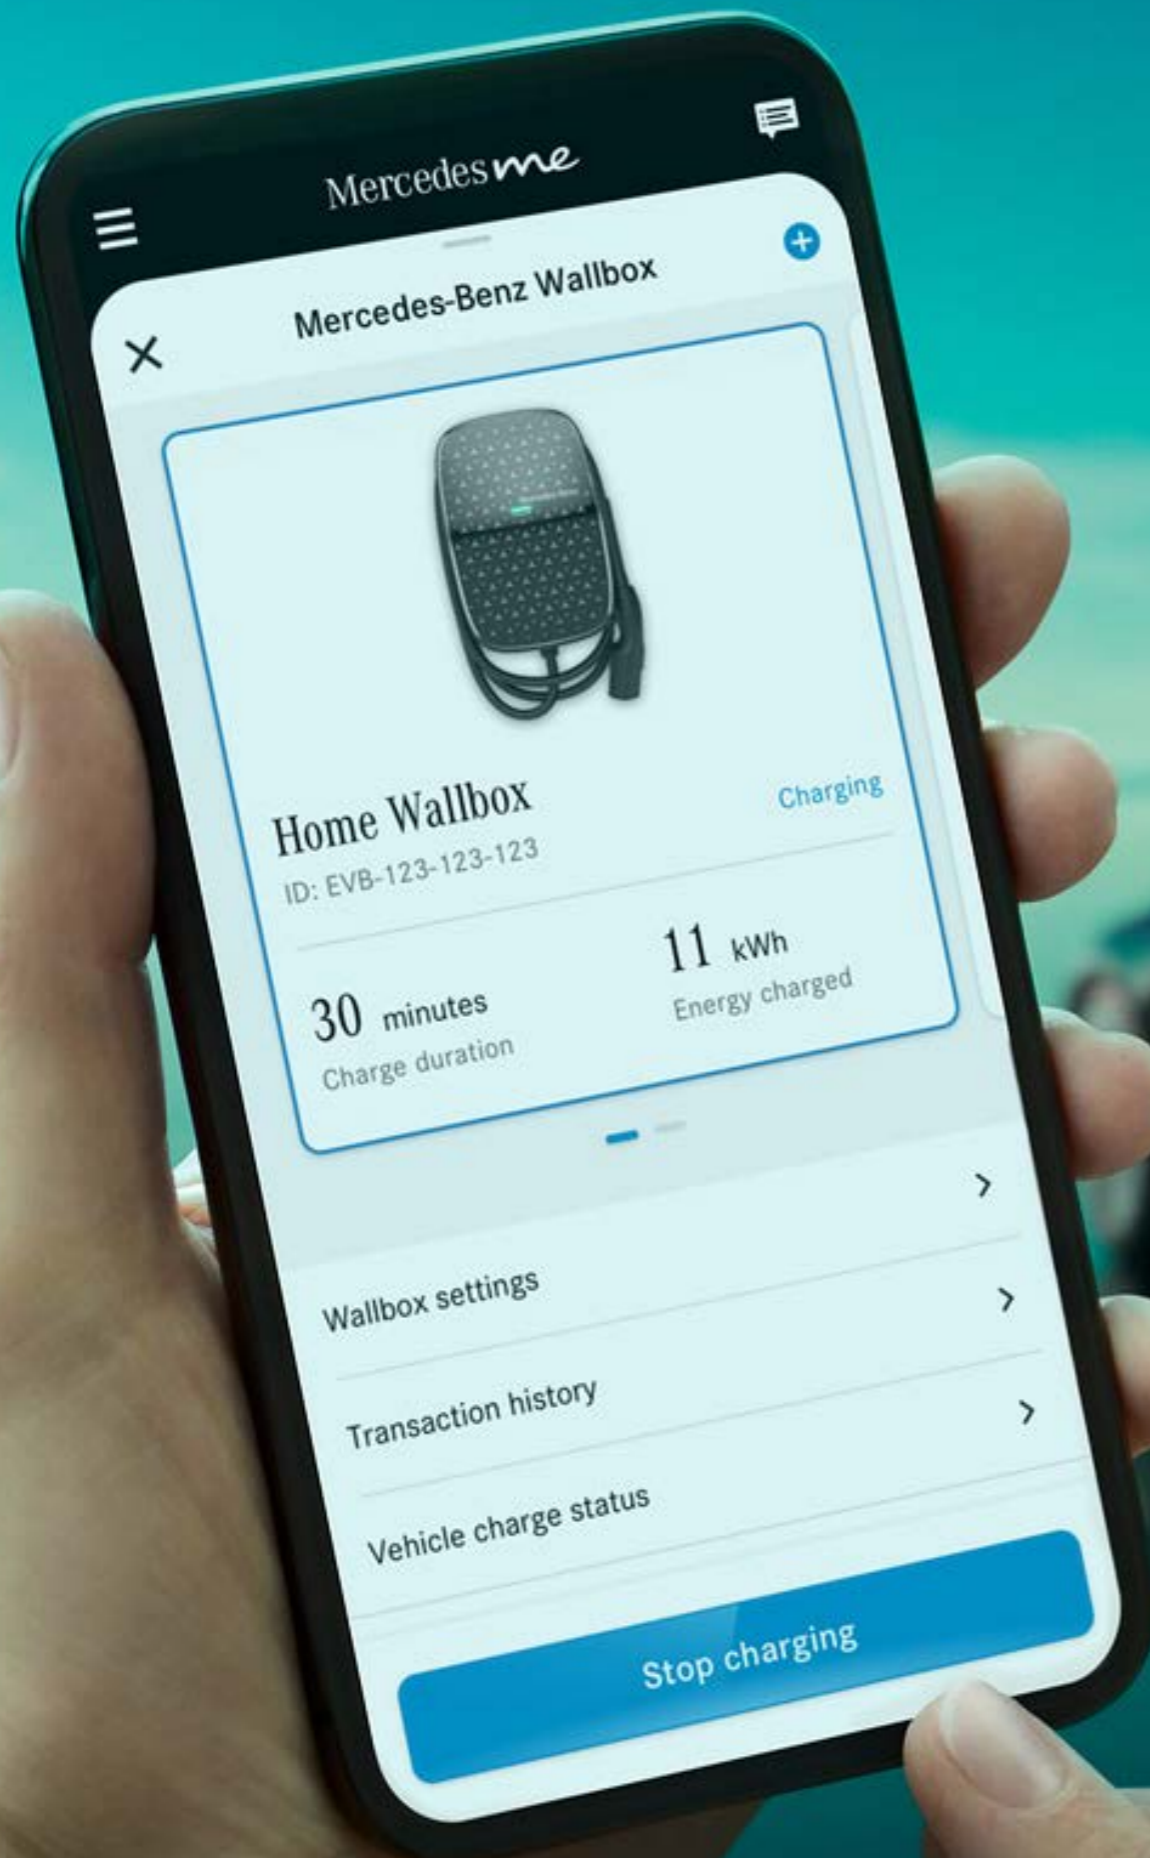 Mercedes me
Mercedes-Benz Wallbox
Home Wallbox
Charging
ID: EVB-123-123-123
30 minutes
11 kWh
Charge duration
Energy charged
Wallbox settings
Transaction history
Vehicle charge status
Stop charging